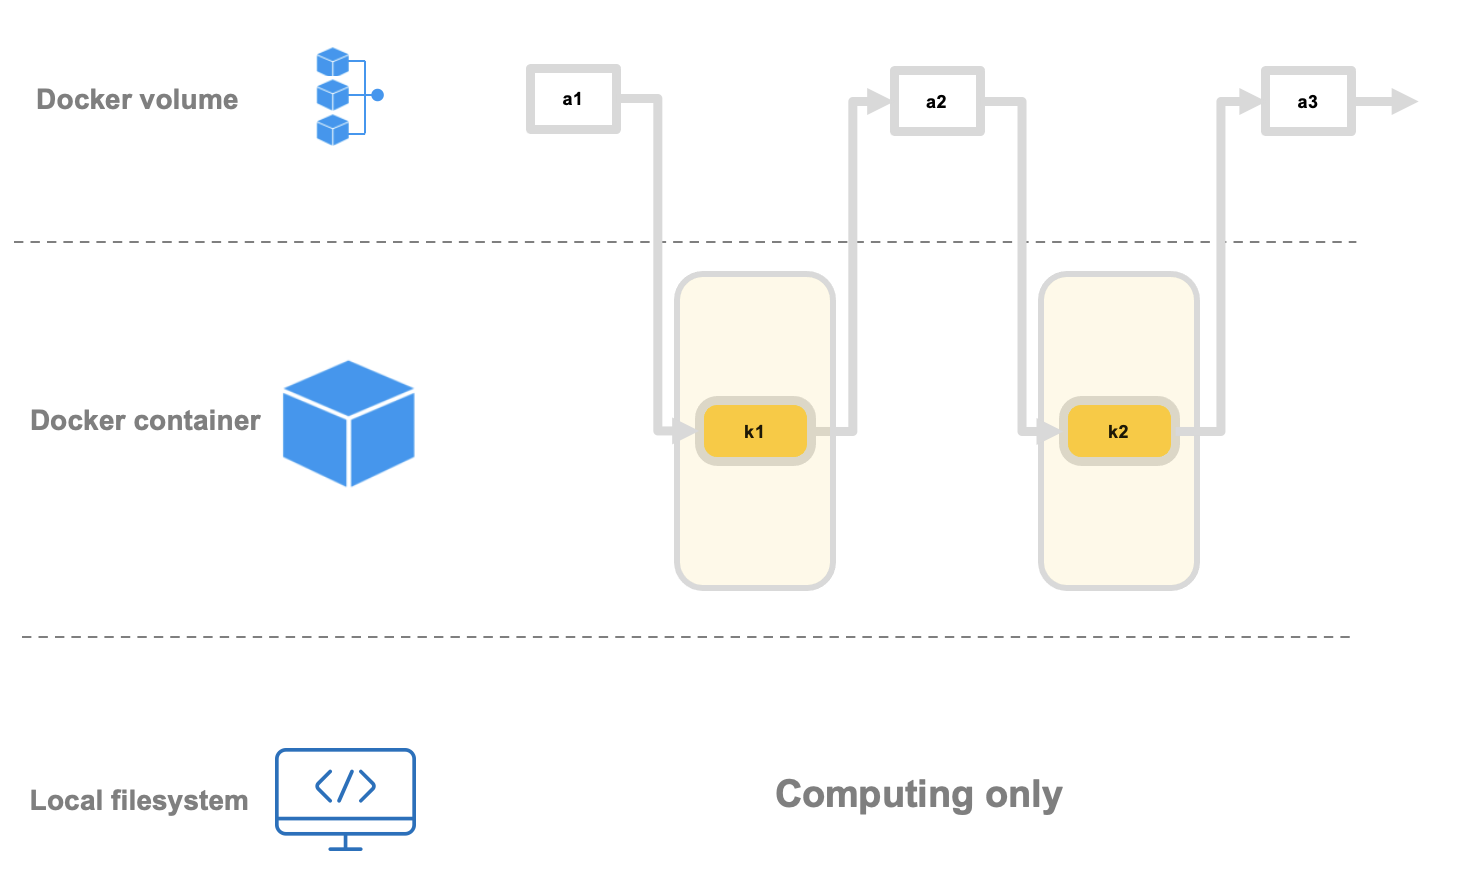 Docker volume
a1
a2
a3
Docker container
k1
k2
Local filesystem
</>
Computing only